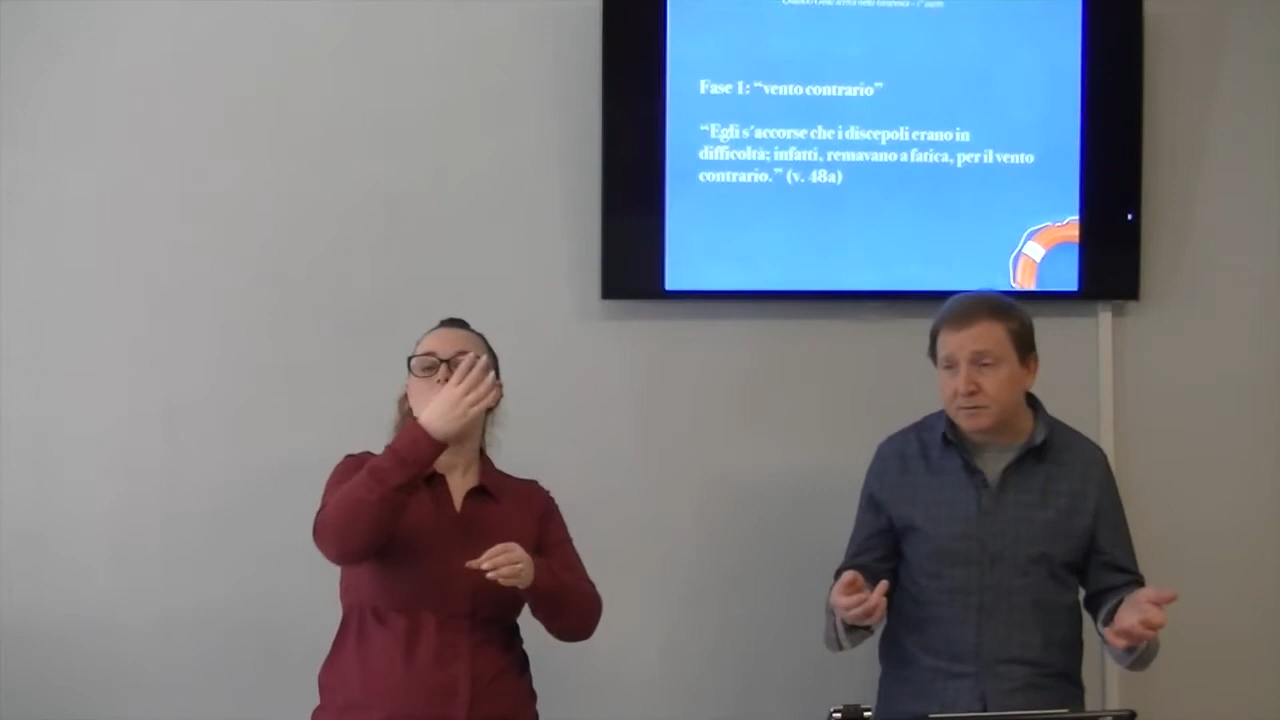 Fase 1: “vento contrario”
“Egli s’accorse che i discepoli erano in
difficoltà; infatti, remavano a fatica, per il vento
contrario.” (v. 48a)